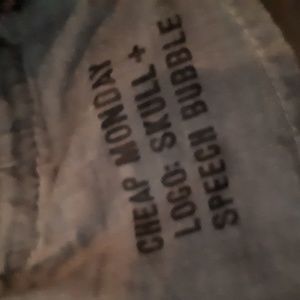 CHEAP MONDAY
LOGO: SKULL +
SPEECH BUBBLE